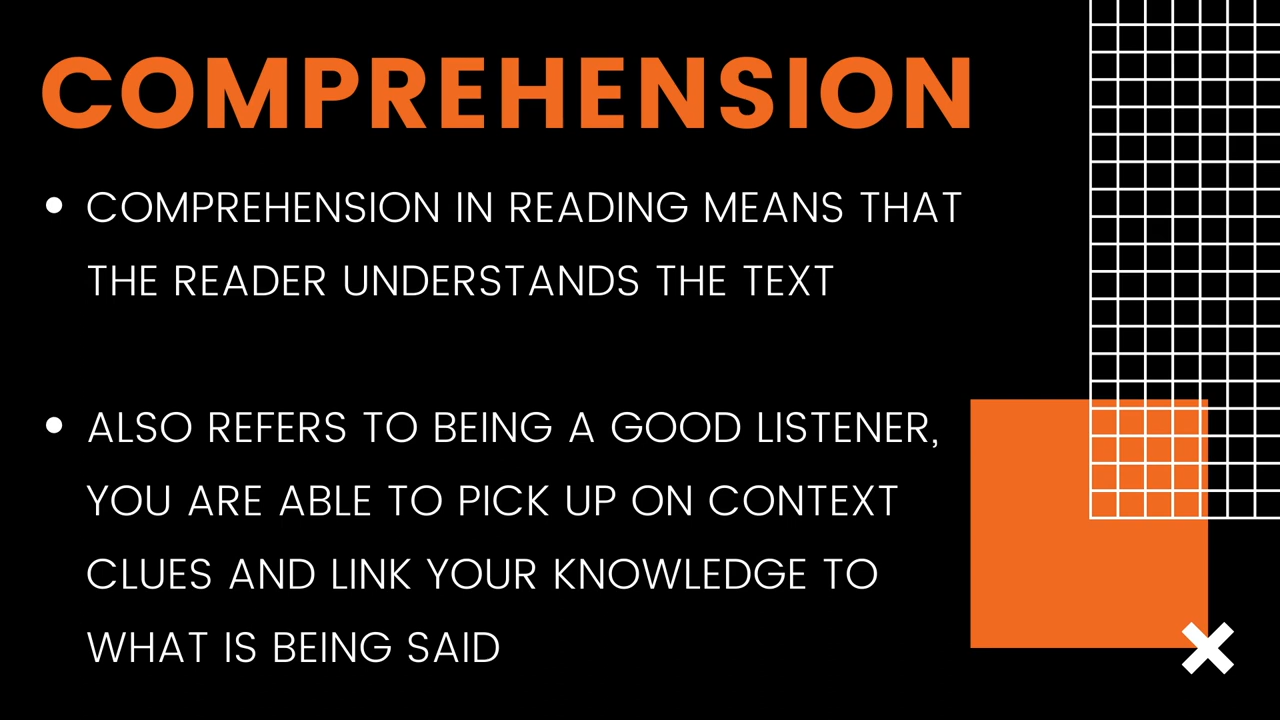 COMPREHENSION
• COMPREHENSION IN READING MEANS THAT
THE READER UNDERSTANDS THE TEXT
• ALSO REFERS TO BEING A GOOD LISTENER,
YOU ARE ABLE TO PICK UP ON CONTEXT
CLUES AND LINK YOUR KNOWLEDGE TO
WHAT IS BEING SAID